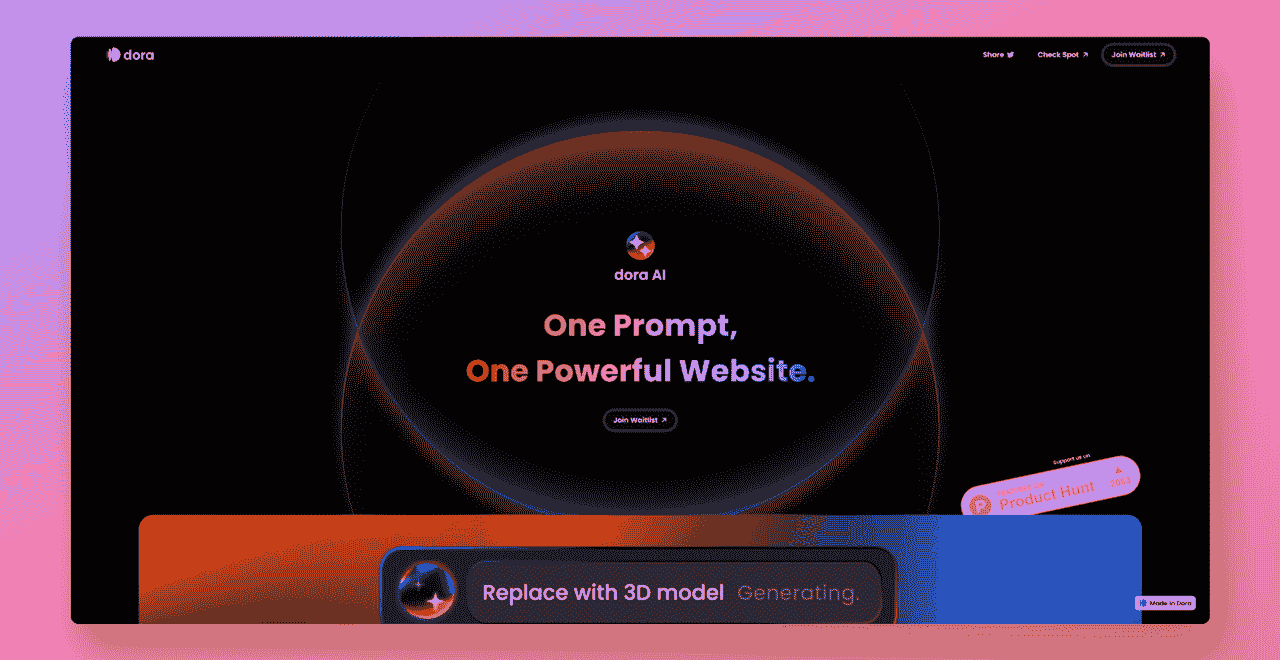 dora
Share
Check Spot
Join Waitlist
dora AI
One Prompt,
One Powerful Website.
Join Waitlist
Support us on
Product Hunt
Replace with 3D model Generating.
Made in Dora